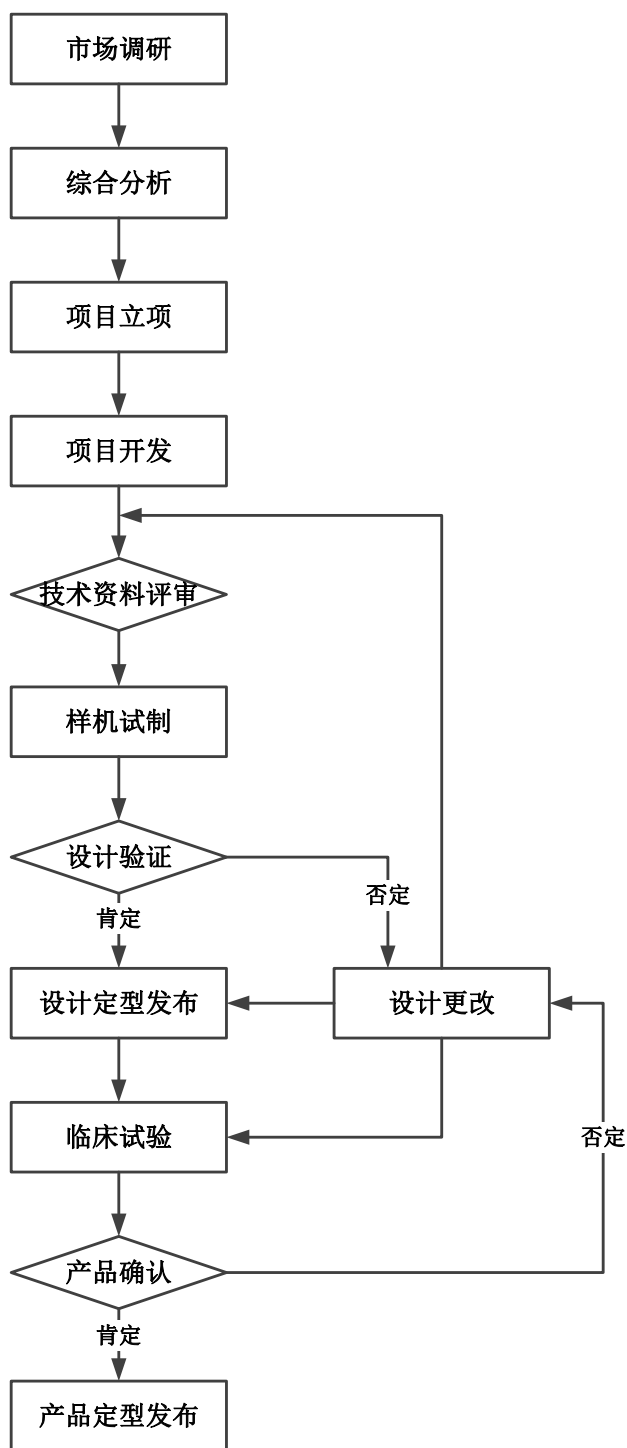 市场调研
综合分析
项目立项
项目开发
技术资料评审
样机试制
设计验证
否定
肯定
设计定型发布
设计更改
临床试验
否定
产品确认
肯定
产品定型发布